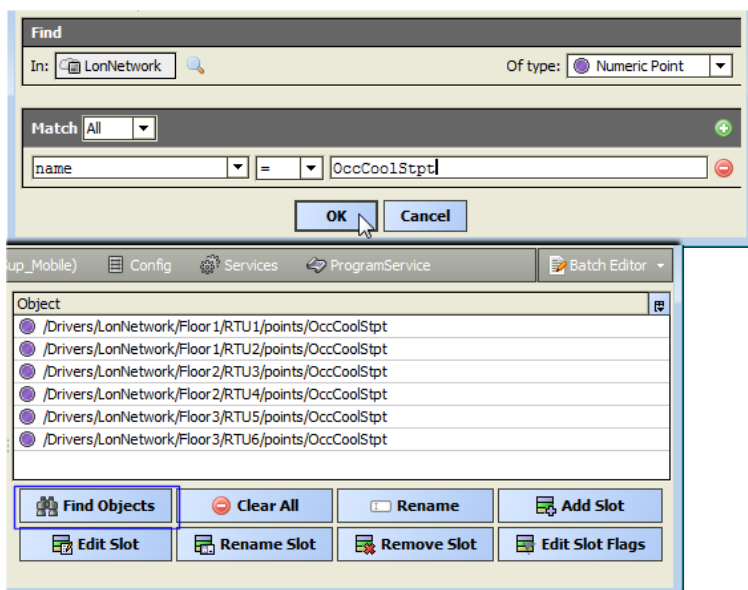 Find
In: LonNetwork Of type: Numeric Point
Match All
name = OccCoolStpt
OK Cancel
up_Mobile) Config Services ProgramService Batch Editor
Object
/Drivers/LonNetwork/Floor1/RTU1/points/OccCoolStpt
/Drivers/LonNetwork/Floor1/RTU2/points/OccCoolStpt
/Drivers/LonNetwork/Floor2/RTU3/points/OccCoolStpt
/Drivers/LonNetwork/Floor2/RTU4/points/OccCoolStpt
/Drivers/LonNetwork/Floor3/RTU5/points/OccCoolStpt
/Drivers/LonNetwork/Floor3/RTU6/points/OccCoolStpt
Find Objects Clear All Rename Add Slot
Edit Slot Rename Slot Remove Slot Edit Slot Flags